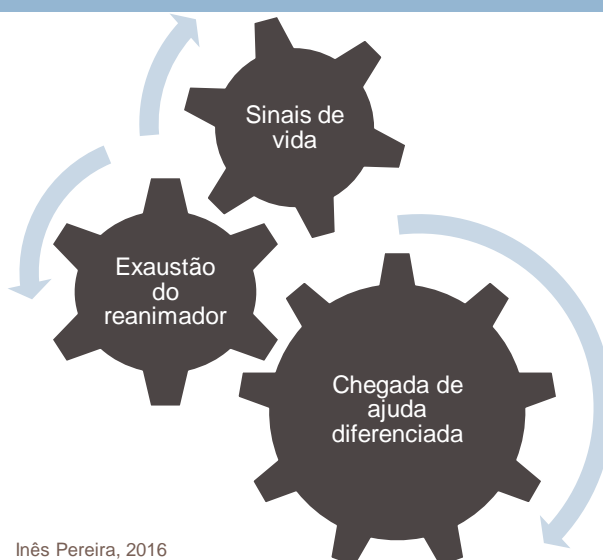 Sinais de
vida
Exaustão
do
reanimador
Chegada de
ajuda
diferenciada
Inês Pereira, 2016